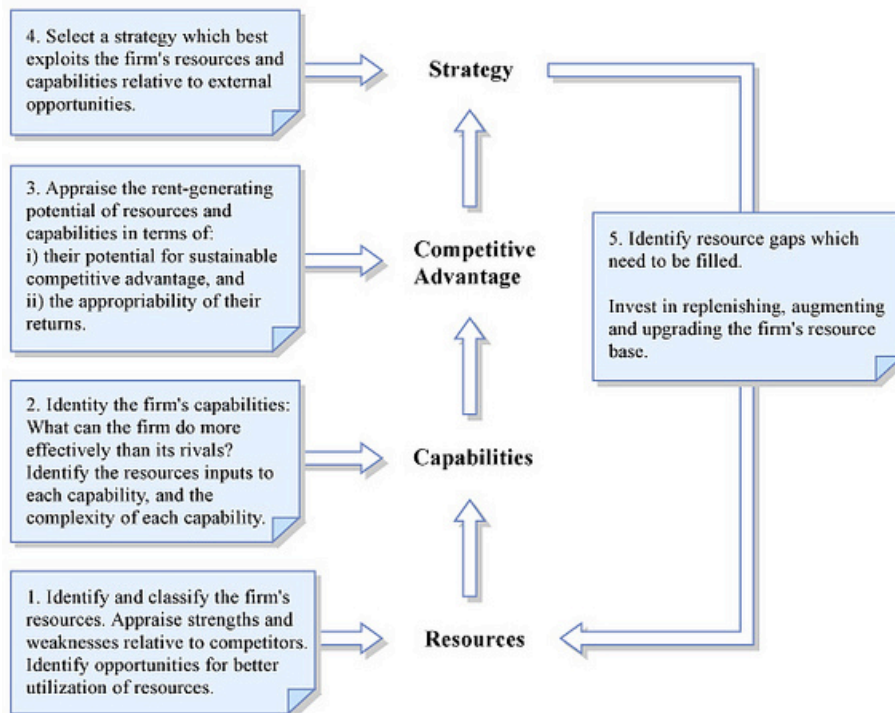 4. Select a strategy which best
exploits the firm's resources and
capabilities relative to external
opportunities.
Strategy
3. Appraise the rent-generating
potential of resources and
capabilities in terms of:
i) their potential for sustainable
competitive advantage, and
ii) the appropriability of their
returns.
Competitive
Advantage
5. Identify resource gaps which
need to be filled.
Invest in replenishing, augmenting
and upgrading the firm's resource
base.
2. Identity the firm's capabilities:
What can the firm do more
effectively than its rivals?
Identify the resources inputs to
each capability, and the
complexity of each capability.
Capabilities
1. Identify and classify the firm's
resources. Appraise strengths and
weaknesses relative to competitors.
Identify opportunities for better
utilization of resources.
Resources